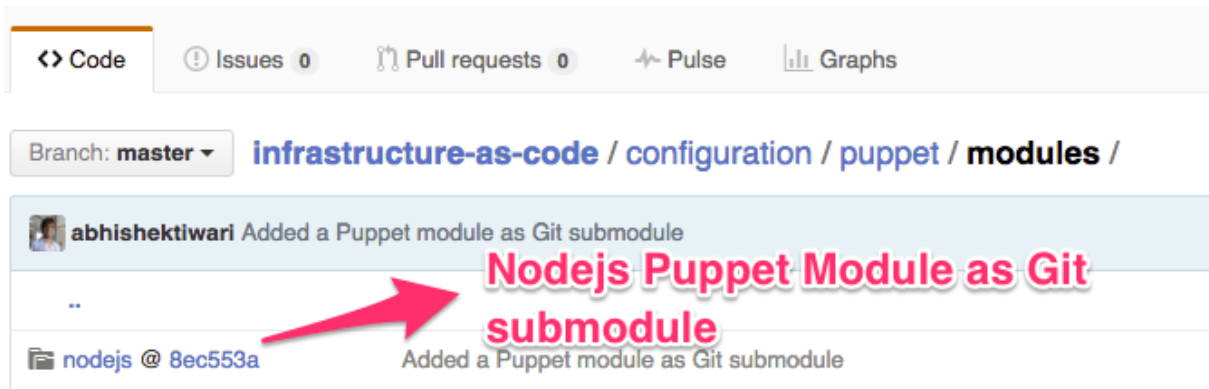 <> Code Issues 0 Pull requests 0 Pulse Graphs
Branch: master infrastructure-as-code / configuration / puppet / modules /
abhishektiwari Added a Puppet module as Git submodule
Nodejs Puppet Module as Git
submodule
..
nodejs @ 8ec553a Added a Puppet module as Git submodule